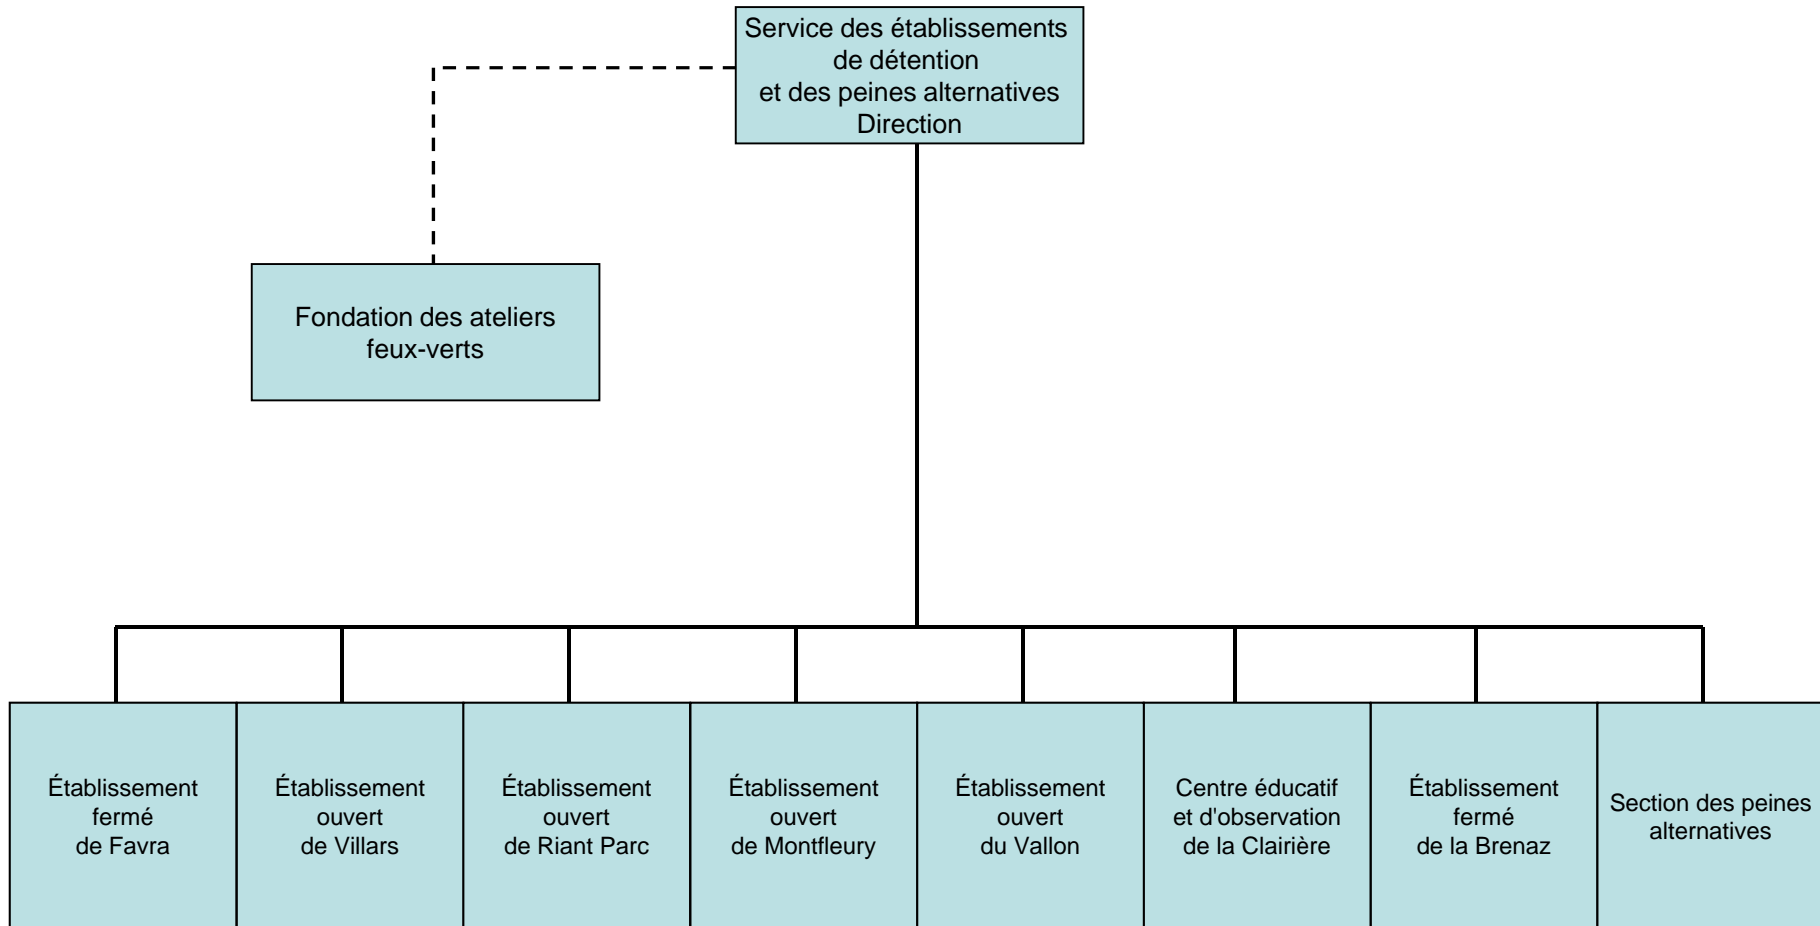 Service des établissements
de détention
et des peines alternatives
Direction
Fondation des ateliers
feux-verts
Établissement
fermé
de Favra
Établissement
ouvert
de Villars
Établissement
ouvert
de Riant Parc
Établissement
ouvert
de Montfleury
Établissement
ouvert
du Vallon
Centre éducatif
et d'observation
de la Clairière
Établissement
fermé
de la Brenaz
Section des peines
alternatives